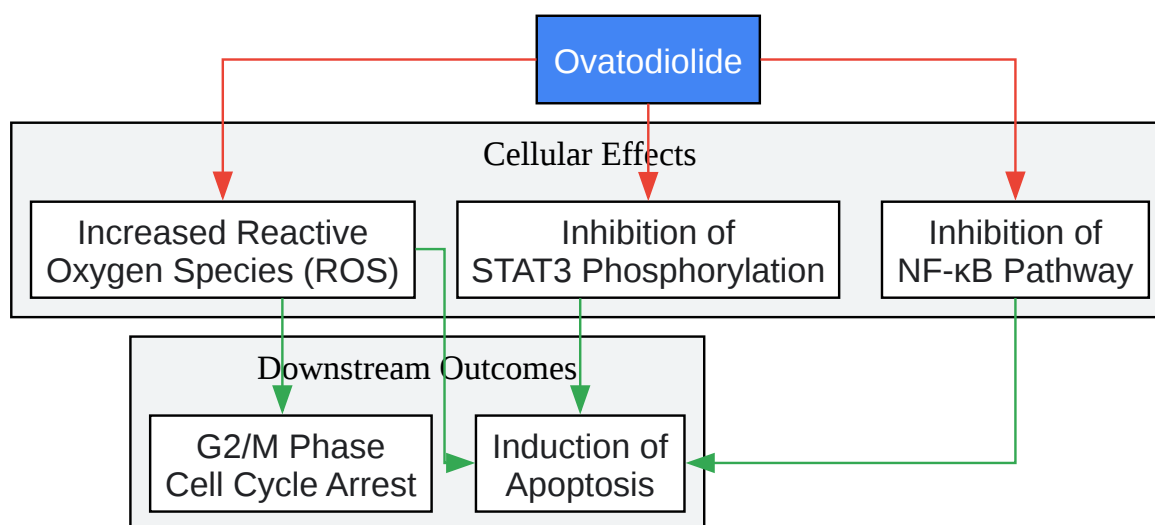 Ovatodiolide
Cellular Effects
Increased Reactive
Oxygen Species (ROS)
Inhibition of
STAT3 Phosphorylation
Inhibition of
NF-κB Pathway
Downstream Outcomes
G2/M Phase
Cell Cycle Arrest
Induction of
Apoptosis